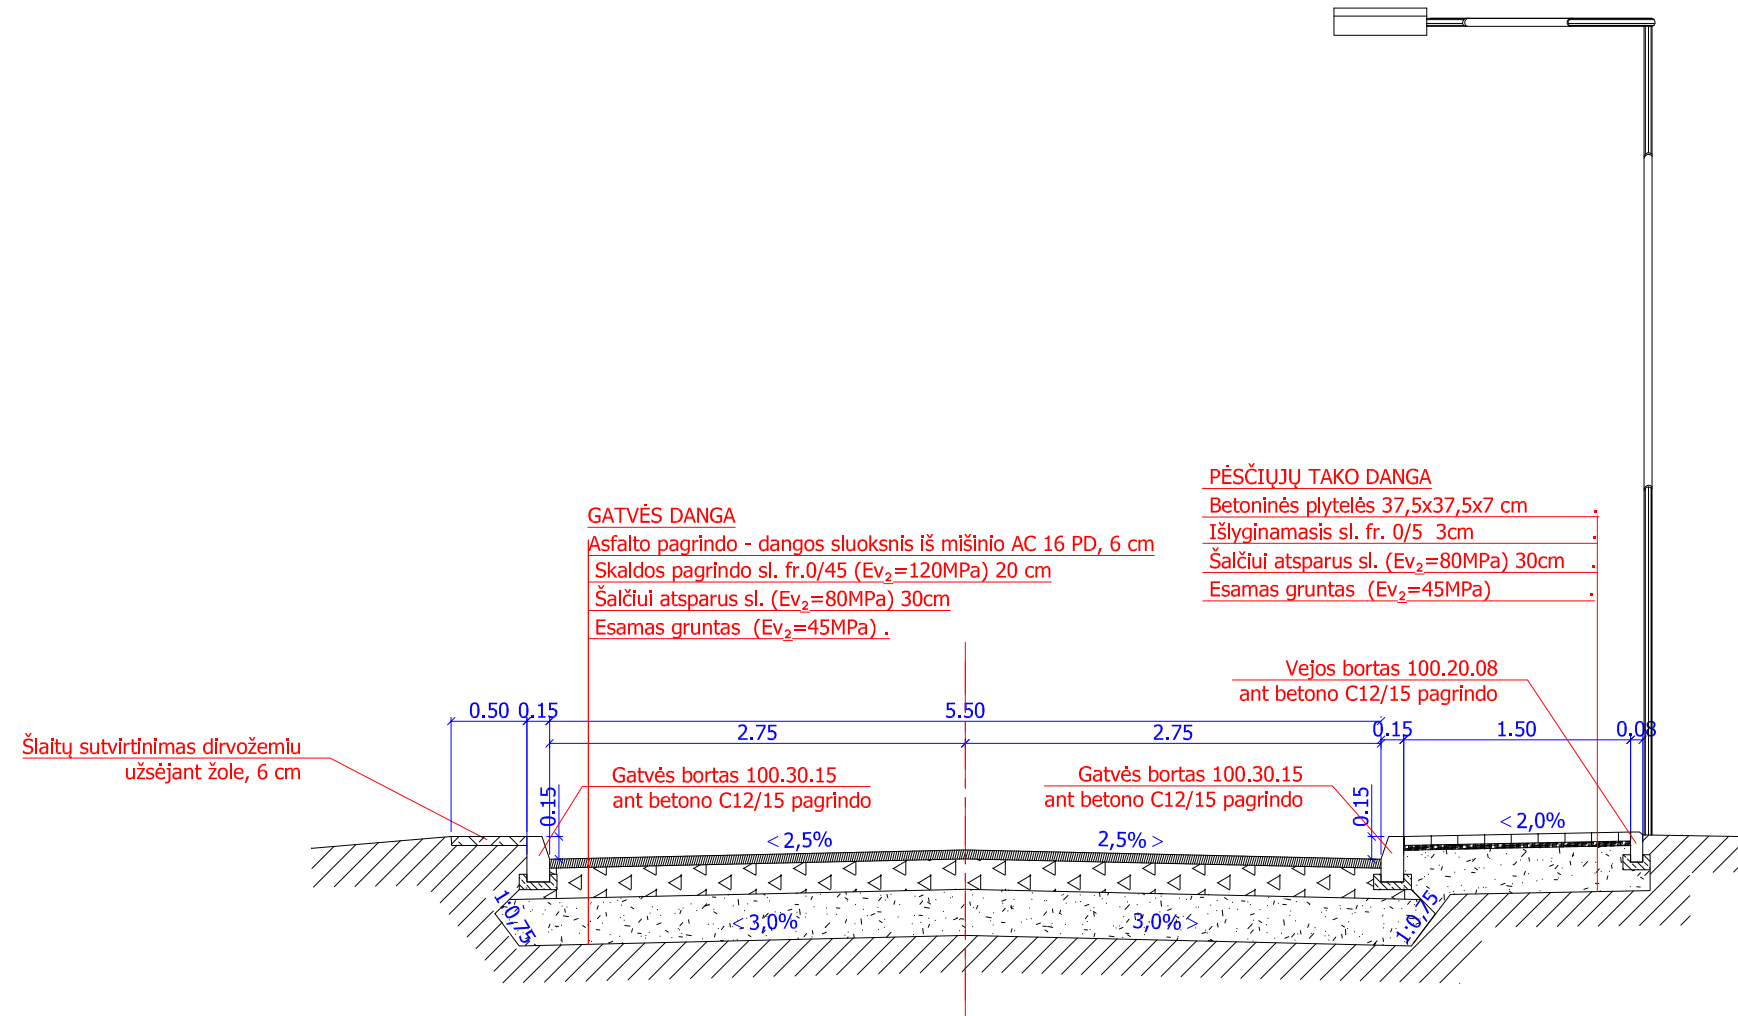 PĖSČIŲJŲ TAKO DANGA
Betoninės plytelės 37,5x37,5x7 cm .
Išlyginamasis sl. fr. 0/5 3cm .
Šalčiui atsparus sl. (Ev₂=80MPa) 30cm .
Esamas gruntas (Ev₂=45MPa) .
GATVĖS DANGA
Asfalto pagrindo - dangos sluoksnis iš mišinio AC 16 PD, 6 cm
Skaldos pagrindo sl. fr.0/45 (Ev₂=120MPa) 20 cm
Šalčiui atsparus sl. (Ev₂=80MPa) 30cm
Esamas gruntas (Ev₂=45MPa) .
Vejos bortas 100.20.08
ant betono C12/15 pagrindo
0.50 0.15 5.50
2.75 2.75 0.15 1.50 0.08
Šlaitų sutvirtinimas dirvožemiu
užsėjant žole, 6 cm
Gatvės bortas 100.30.15
ant betono C12/15 pagrindo
Gatvės bortas 100.30.15
ant betono C12/15 pagrindo
0.15 0.15
< 2,5% 2,5% > < 2,0%
1:0,75 < 3,0% 3,0% > 1:0,75